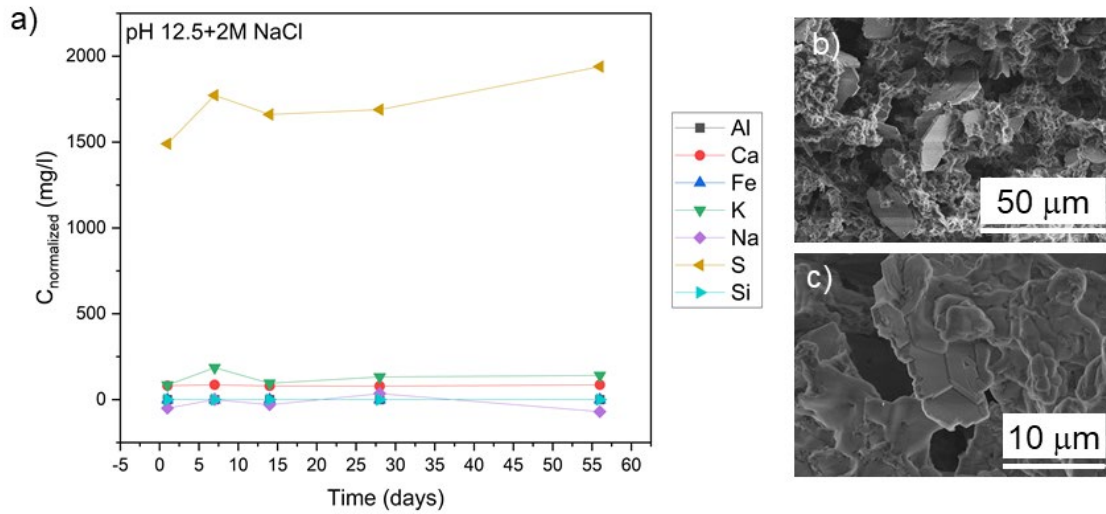 a)
pH 12.5+2M NaCl
2000
1500
1000
500
0
-5 0 5 10 15 20 25 30 35 40 45 50 55 60
Time (days)
C_normalized (mg/l)
Al
Ca
Fe
K
Na
S
Si
b)
50 μm
c)
10 μm